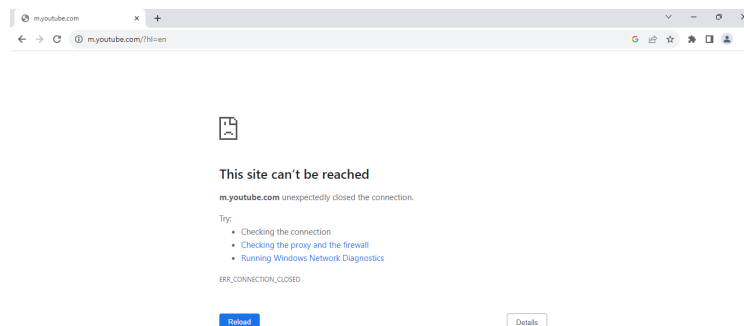 m.youtube.com
m.youtube.com/?hl=en
This site can't be reached
m.youtube.com unexpectedly closed the connection.
Try:
Checking the connection
Checking the proxy and the firewall
Running Windows Network Diagnostics
ERR_CONNECTION_CLOSED
Reload
Details